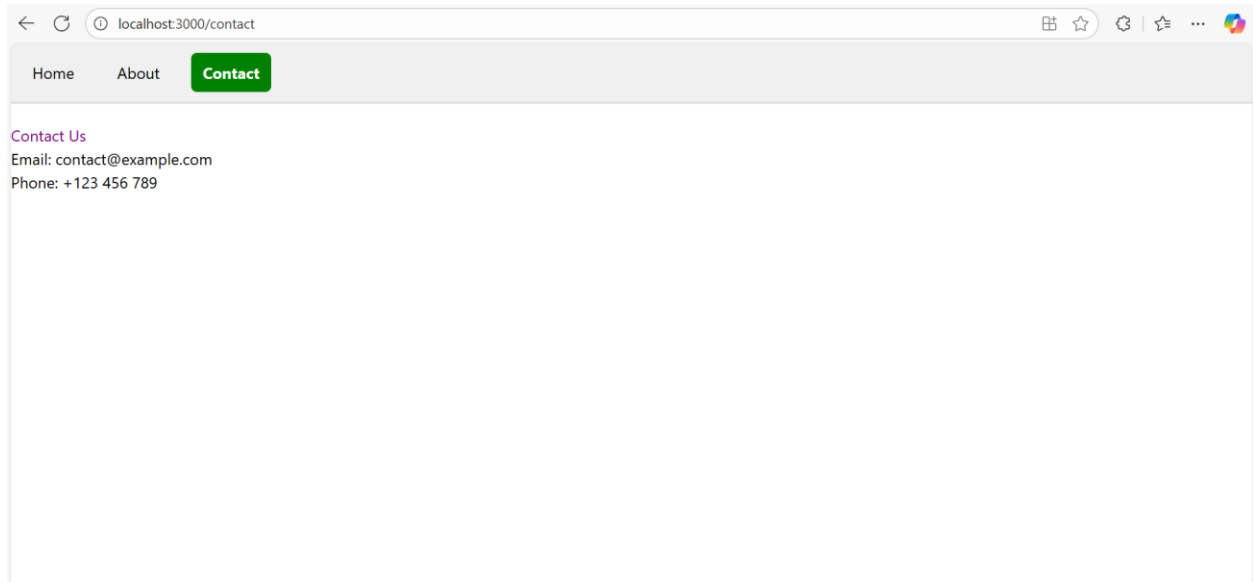 localhost:3000/contact
Home About Contact
Contact Us
Email: contact@example.com
Phone: +123 456 789